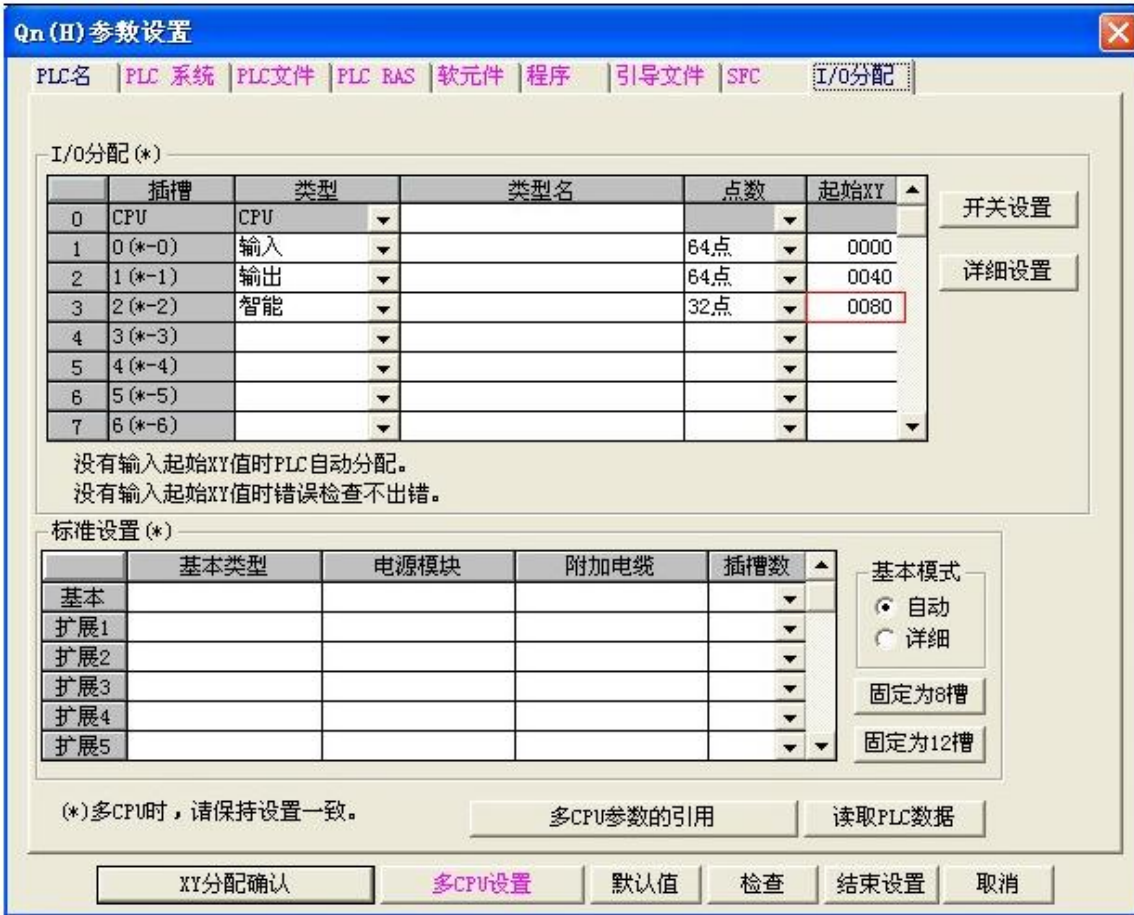 Qn(H)参数设置
PLC名 PLC 系统 PLC文件 PLC RAS 软元件 程序 引导文件 SFC I/O分配
I/O分配(*)
插槽 类型 类型名 点数 起始XY
0 CPU CPU
1 0(*-0) 输入 64点 0000
2 1(*-1) 输出 64点 0040
3 2(*-2) 智能 32点 0080
4 3(*-3)
5 4(*-4)
6 5(*-5)
7 6(*-6)
开关设置
详细设置
没有输入起始XY值时PLC自动分配。
没有输入起始XY值时错误检查不出错。
标准设置(*)
基本类型 电源模块 附加电缆 插槽数
基本
扩展1
扩展2
扩展3
扩展4
扩展5
基本模式
自动
详细
固定为8槽
固定为12槽
(*)多CPU时，请保持设置一致。 多CPU参数的引用 读取PLC数据
XY分配确认 多CPU设置 默认值 检查 结束设置 取消